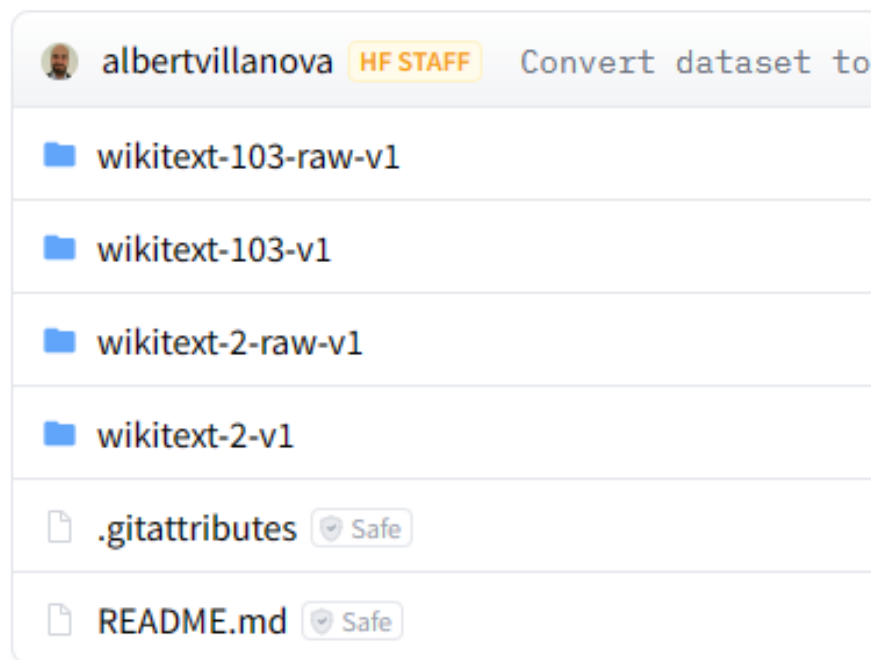 albertvillanova HF STAFF Convert dataset to
wikitext-103-raw-v1
wikitext-103-v1
wikitext-2-raw-v1
wikitext-2-v1
.gitattributes Safe
README.md Safe